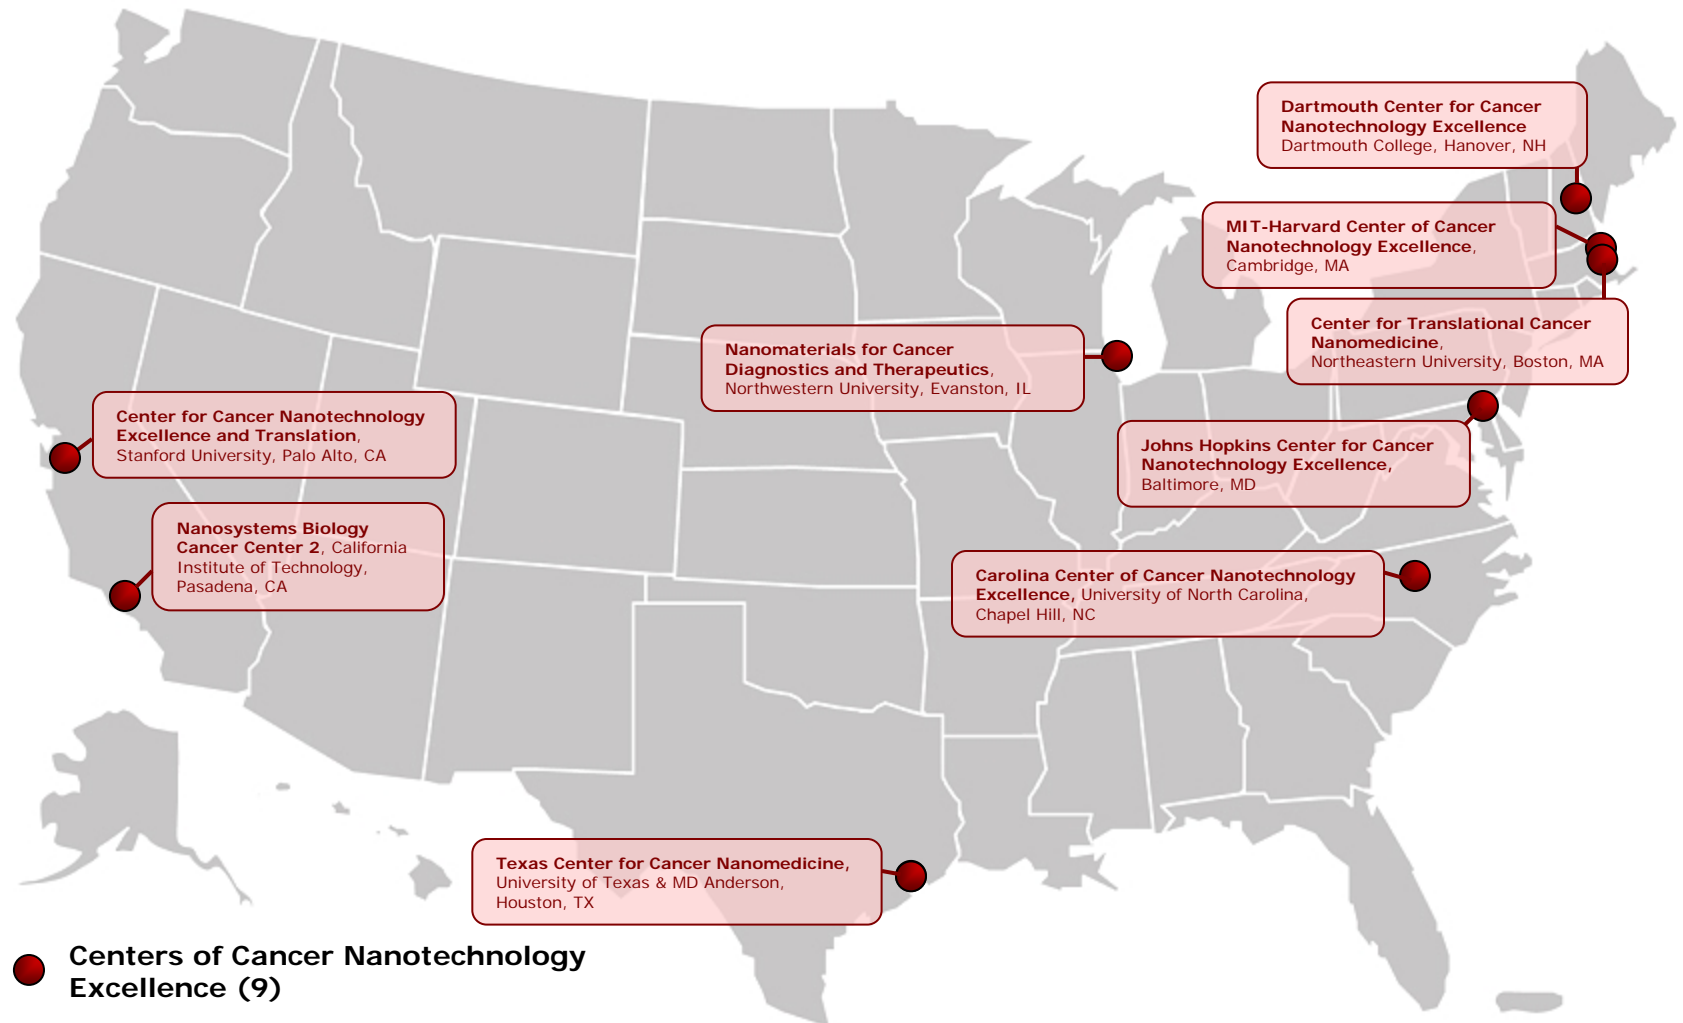 Dartmouth Center for Cancer
Nanotechnology Excellence
Dartmouth College, Hanover, NH
MIT-Harvard Center of Cancer
Nanotechnology Excellence,
Cambridge, MA
Center for Translational Cancer
Nanomedicine,
Northeastern University, Boston, MA
Nanomaterials for Cancer
Diagnostics and Therapeutics,
Northwestern University, Evanston, IL
Center for Cancer Nanotechnology
Excellence and Translation,
Stanford University, Palo Alto, CA
Johns Hopkins Center for Cancer
Nanotechnology Excellence,
Baltimore, MD
Nanosystems Biology
Cancer Center 2, California
Institute of Technology,
Pasadena, CA
Carolina Center of Cancer Nanotechnology
Excellence, University of North Carolina,
Chapel Hill, NC
Texas Center for Cancer Nanomedicine,
University of Texas & MD Anderson,
Houston, TX
Centers of Cancer Nanotechnology
Excellence (9)